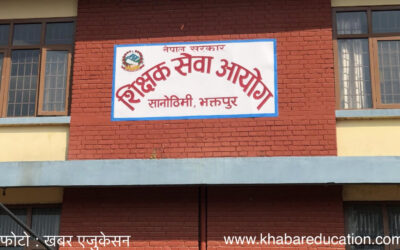 नेपाल सरकार
शिक्षक सेवा आयोग
सानोठिमी, भक्तपुर
फोटो : खबर एजुकेसन
www.khabareducation.com